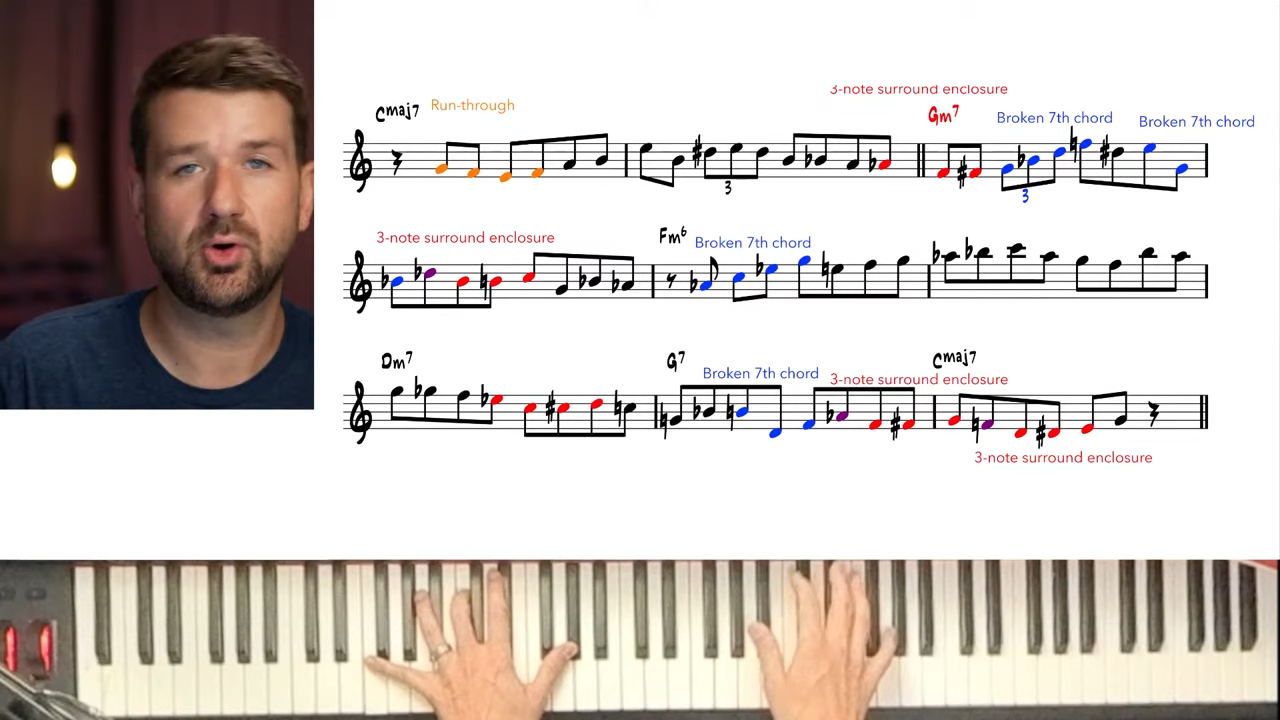 3-note surround enclosure
Cmaj7 Run-through Gm7 Broken 7th chord Broken 7th chord
3 3
3-note surround enclosure Fm6 Broken 7th chord
Dm7 G7 Broken 7th chord 3-note surround enclosure Cmaj7
3-note surround enclosure